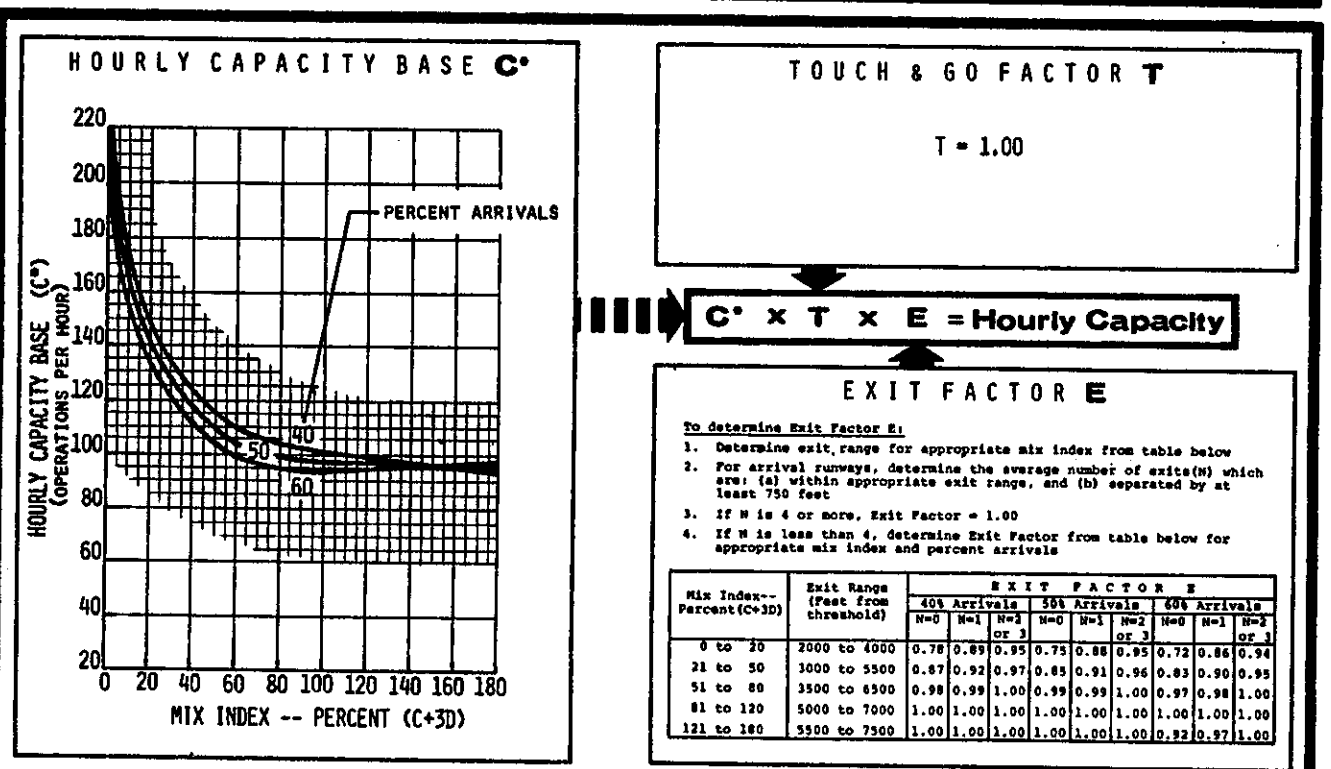 HOURLY CAPACITY BASE C*
220
200
180
160
140
120
100
80
60
40
20
HOURLY CAPACITY BASE (C*)
(OPERATIONS PER HOUR)
PERCENT ARRIVALS
40
50
60
0 20 40 60 80 100 120 140 160 180
MIX INDEX -- PERCENT (C+3D)
TOUCH & GO FACTOR T
T = 1.00
C* x T x E = Hourly Capacity
EXIT FACTOR E
To determine Exit Factor E:
1. Determine exit range for appropriate mix index from table below
2. For arrival runways, determine the average number of exits(N) which
are: (a) within appropriate exit range, and (b) separated by at
least 750 feet
3. If N is 4 or more, Exit Factor = 1.00
4. If N is less than 4, determine Exit Factor from table below for
appropriate mix index and percent arrivals
Mix Index--
Percent(C+3D)
Exit Range
(Feet from
threshold)
EXIT FACTOR E
40% Arrivals 50% Arrivals 60% Arrivals
N=0 N=1 N=2 or 3 N=0 N=1 N=2 or 3 N=0 N=1 N=2 or 3
0 to 20 2000 to 4000 0.78 0.89 0.95 0.75 0.88 0.95 0.72 0.86 0.94
21 to 50 3000 to 5500 0.87 0.92 0.97 0.85 0.91 0.96 0.83 0.90 0.95
51 to 80 3500 to 6500 0.98 0.99 1.00 0.99 0.99 1.00 0.97 0.98 1.00
81 to 120 5000 to 7000 1.00 1.00 1.00 1.00 1.00 1.00 1.00 1.00 1.00
121 to 180 5500 to 7500 1.00 1.00 1.00 1.00 1.00 1.00 0.92 0.97 1.00